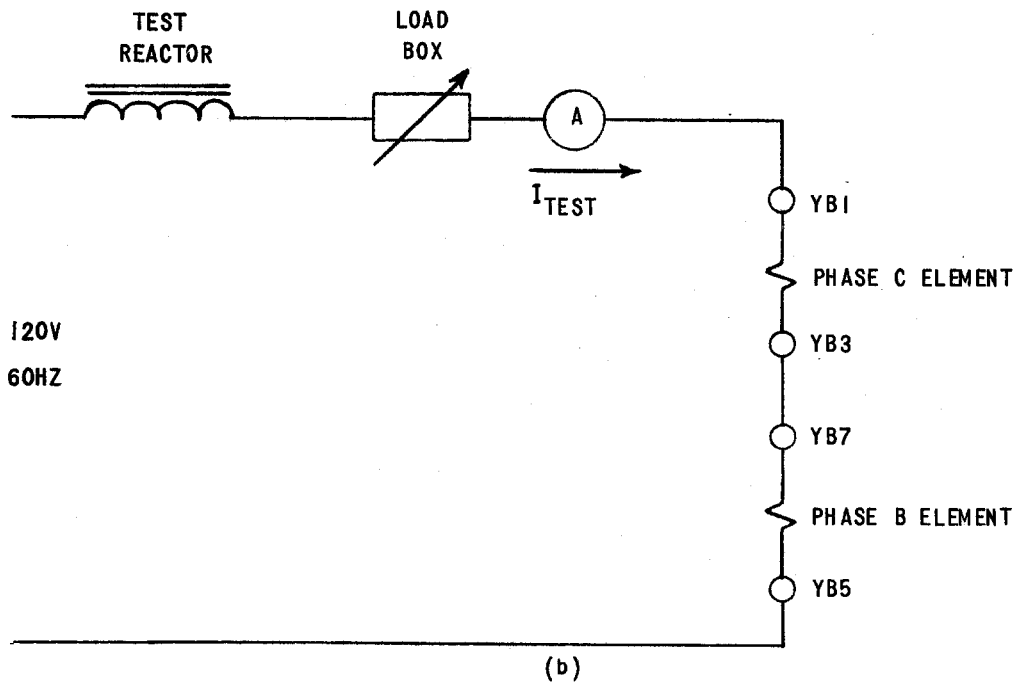 TEST
REACTOR
LOAD
BOX
A
I TEST
YB1
PHASE C ELEMENT
YB3
120V
60HZ
YB7
PHASE B ELEMENT
YB5
(b)